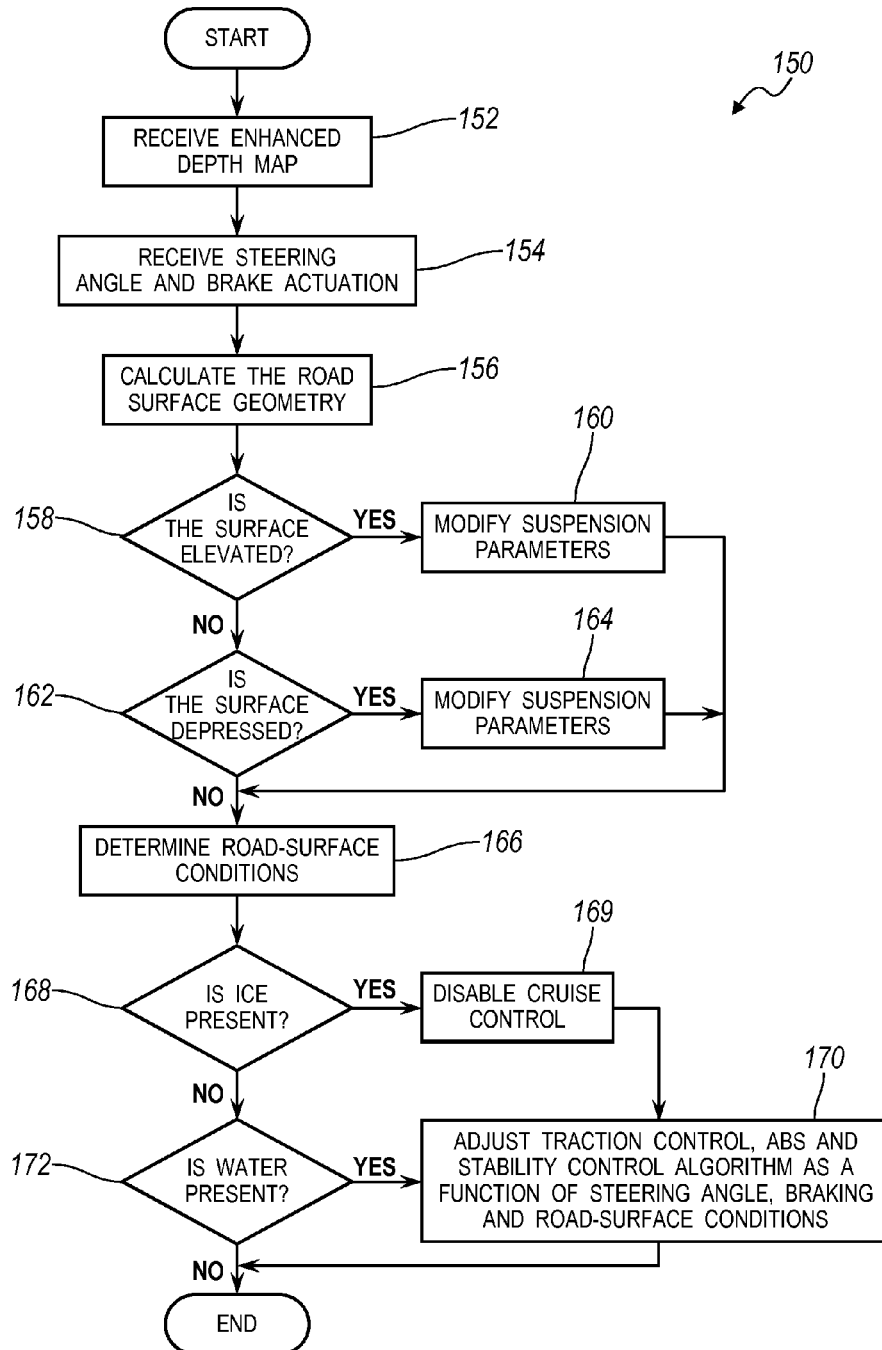 START
150
152
RECEIVE ENHANCED
DEPTH MAP
RECEIVE STEERING
ANGLE AND BRAKE ACTUATION
154
CALCULATE THE ROAD
SURFACE GEOMETRY
156
158
IS
THE SURFACE
ELEVATED?
YES
160
MODIFY SUSPENSION
PARAMETERS
NO
162
IS
THE SURFACE
DEPRESSED?
YES
164
MODIFY SUSPENSION
PARAMETERS
NO
DETERMINE ROAD-SURFACE
CONDITIONS
166
168
IS ICE
PRESENT?
YES
169
DISABLE CRUISE
CONTROL
NO
170
172
IS WATER
PRESENT?
YES
ADJUST TRACTION CONTROL, ABS AND
STABILITY CONTROL ALGORITHM AS A
FUNCTION OF STEERING ANGLE, BRAKING
AND ROAD-SURFACE CONDITIONS
NO
END